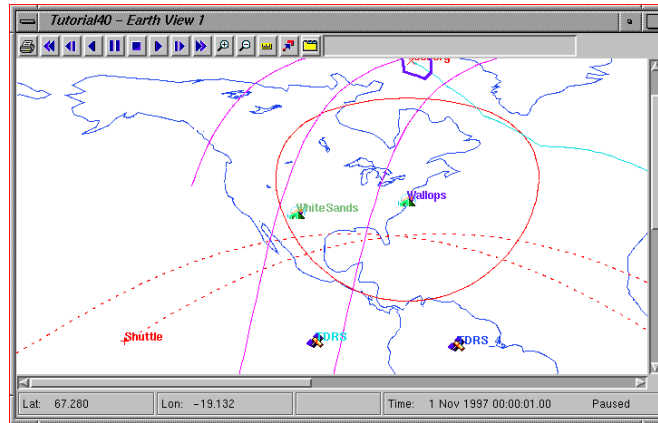 Tutorial40 – Earth View 1
WhiteSands
Wallops
Shuttle
TDRS
TDRS_4
Lat: 67.280
Lon: -19.132
Time: 1 Nov 1997 00:00:01.00
Paused